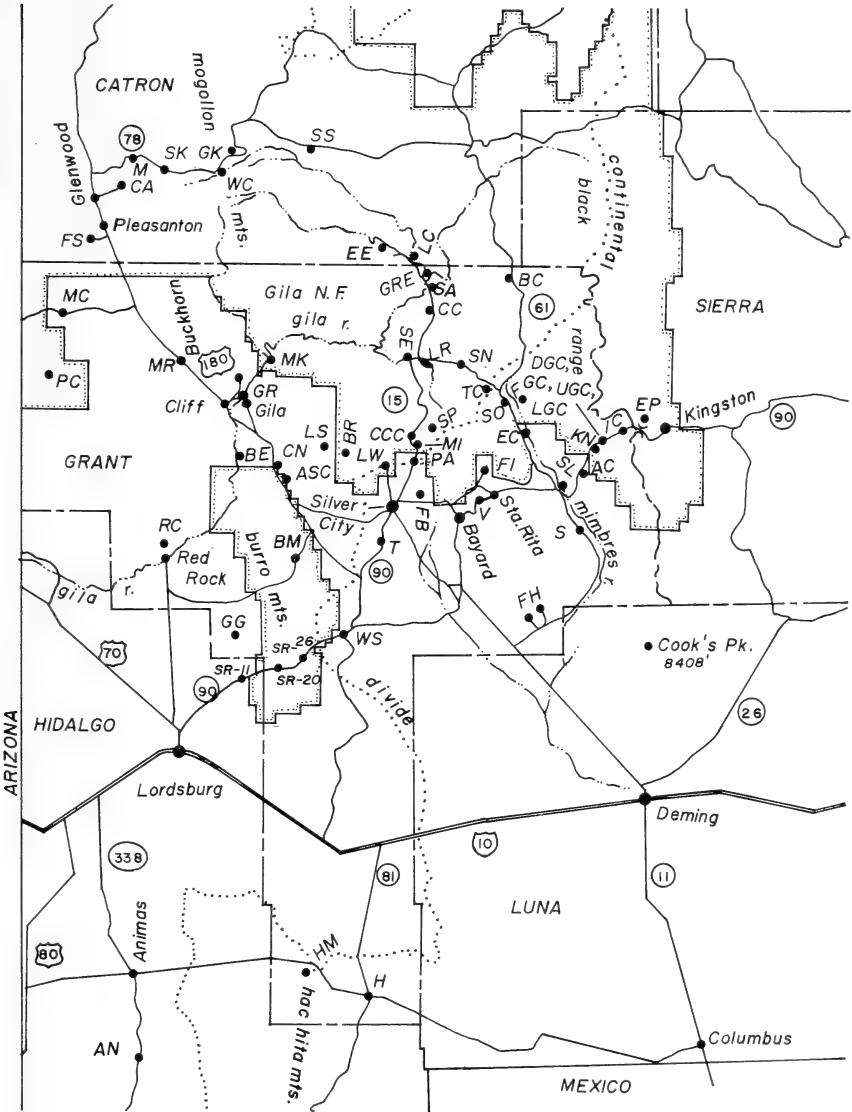 CATRON
mogollon
mts.
78
M
SK
GK
SS
CA
WC
Glenwood
Pleasanton
FS
EE
LC
continental
black
range
BC
GRE
SA
CC
61
SIERRA
MC
Buckhorn
Gila N.F.
gila r.
MR
180
MK
SE
LR
SN
DGC,
GC,
UGC,
LGC
PC
GR
Cliff
Gila
15
TC
SO
F
IC
EP
Kingston
90
LS
BR
SP
CCC
MI
EC
KN
GRANT
BE
CN
LW
PA
FI
SL
AC
ASC
Silver
City
FB
V
Sta. Rita
Bayard
S
mimbres r.
RC
Red
Rock
burro
mts.
BM
T
90
gila r.
FH
GG
WS
Cook's Pk.
8408'
70
SR-26
SR-11
SR-20
90
divide
26
ARIZONA
HIDALGO
Lordsburg
Deming
10
338
81
11
LUNA
Animas
80
HM
H
hachita mts.
AN
Columbus
MEXICO